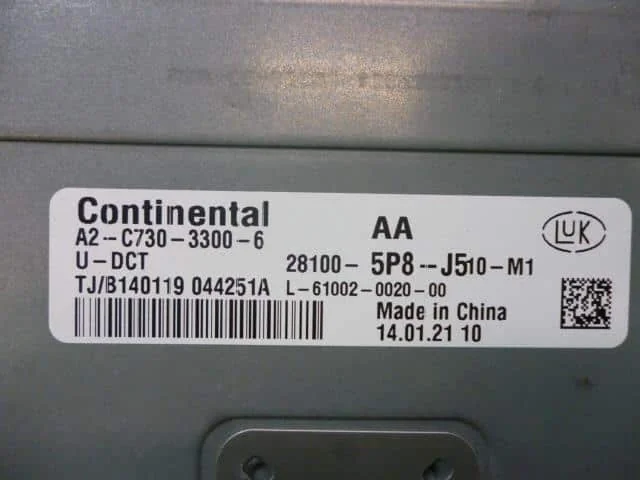 Continental
AA
LUK
A2--C730-3300-6
U-DCT
28100- 5P8--J510-M1
TJ/B140119 044251A
L-61002-0020-00
Made in China
14.01.21 10